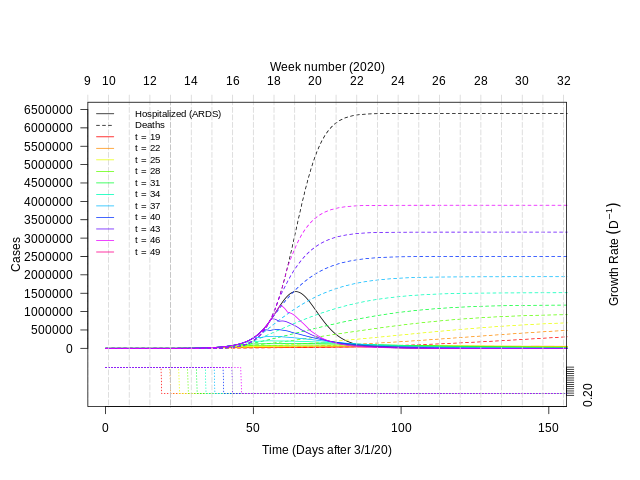 Week number (2020)
9 10 12 14 16 18 20 22 24 26 28 30 32
Hospitalized (ARDS)
Deaths
t = 19
t = 22
t = 25
t = 28
t = 31
t = 34
t = 37
t = 40
t = 43
t = 46
t = 49
6500000
6000000
5500000
5000000
4500000
4000000
3500000
3000000
2500000
2000000
1500000
1000000
500000
0
Cases
Growth Rate (D⁻¹)
0.20
0 50 100 150
Time (Days after 3/1/20)